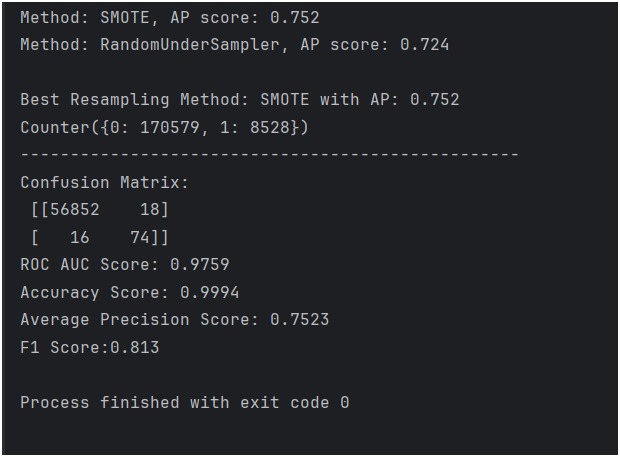 Method: SMOTE, AP score: 0.752
Method: RandomUnderSampler, AP score: 0.724
Best Resampling Method: SMOTE with AP: 0.752
Counter({0: 170579, 1: 8528})
--------------------------------------------------
Confusion Matrix:
[[56852    18]
[   16    74]]
ROC AUC Score: 0.9759
Accuracy Score: 0.9994
Average Precision Score: 0.7523
F1 Score:0.813
Process finished with exit code 0